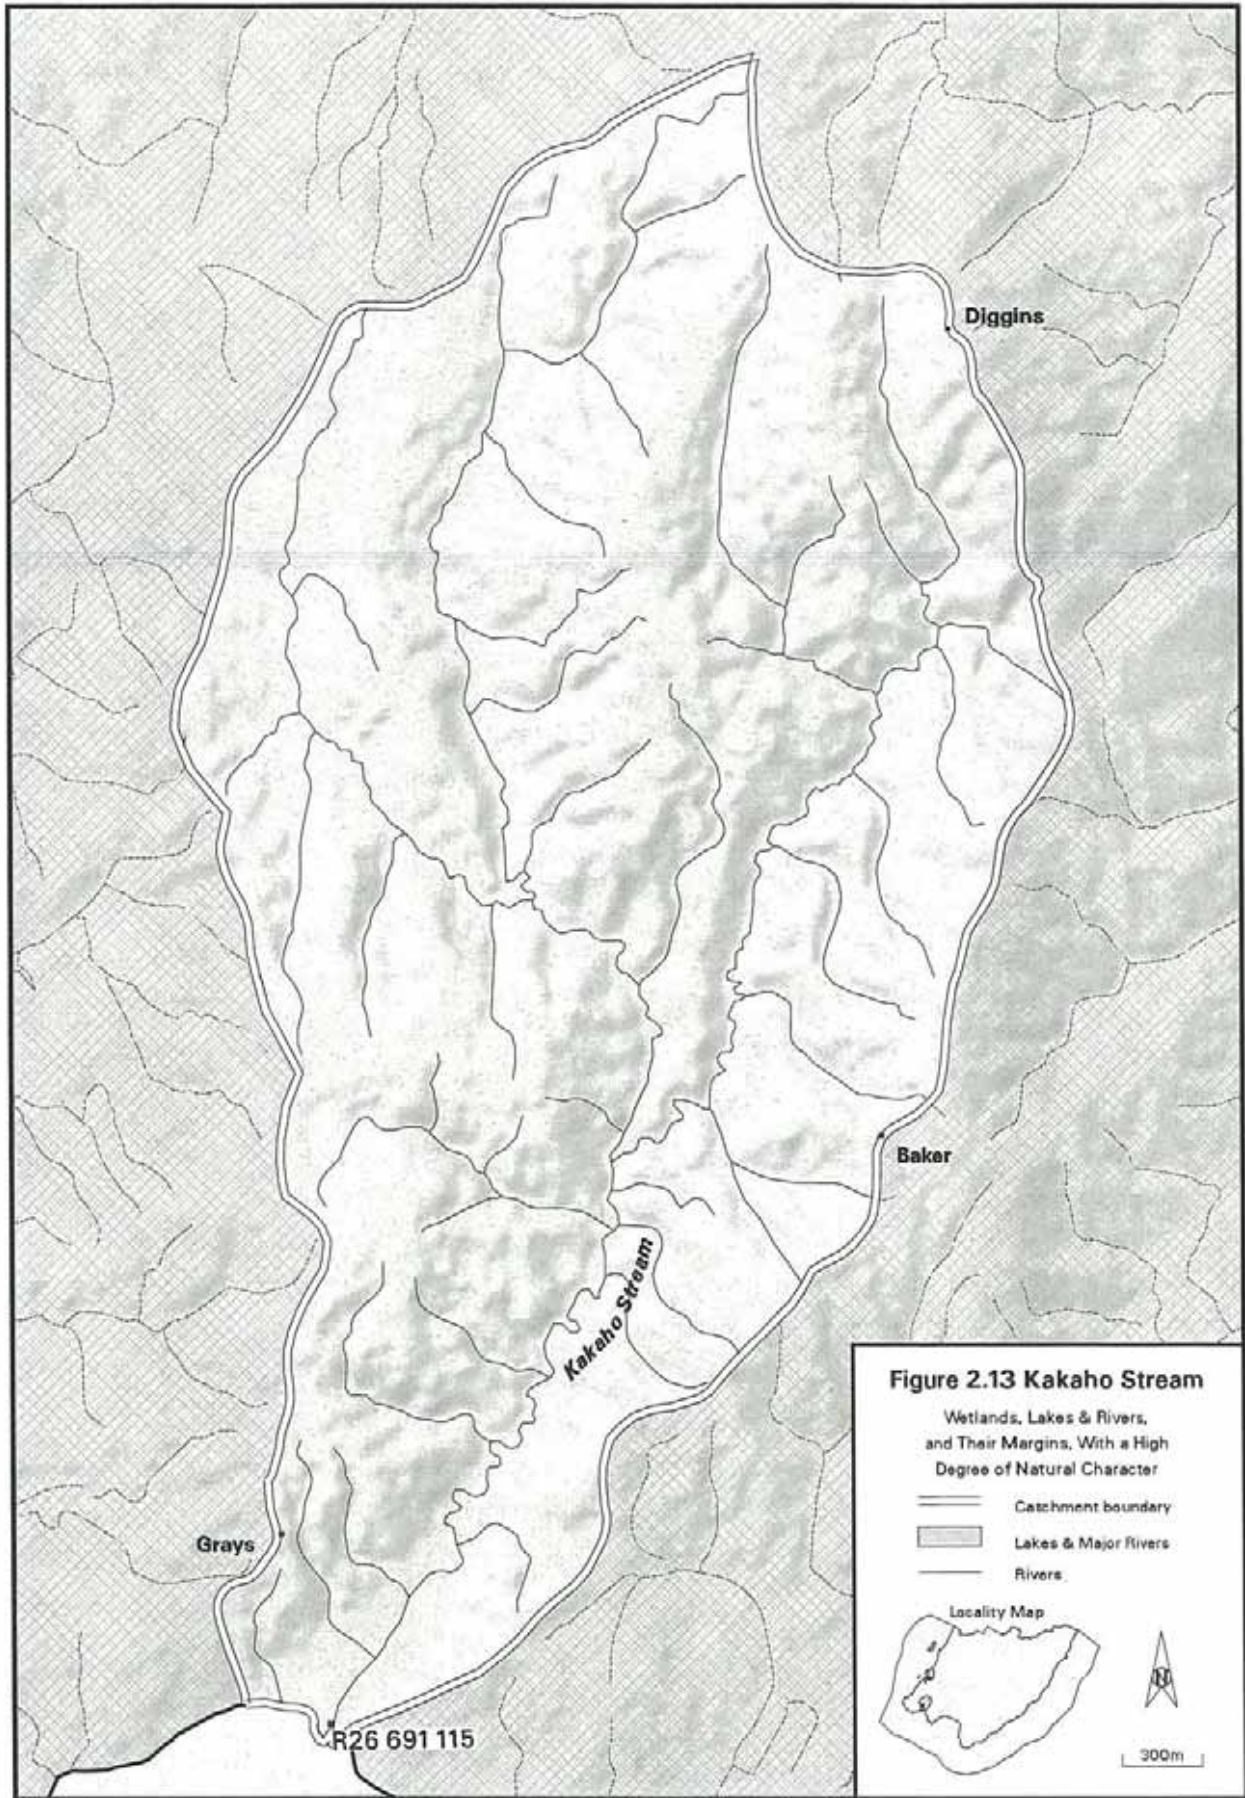 Diggins
Baker
Kakaho Stream
Grays
R26 691 115
Figure 2.13 Kakaho Stream
Wetlands, Lakes & Rivers,
and Their Margins, With a High
Degree of Natural Character
Catchment boundary
Lakes & Major Rivers
Rivers
Locality Map
N
300m